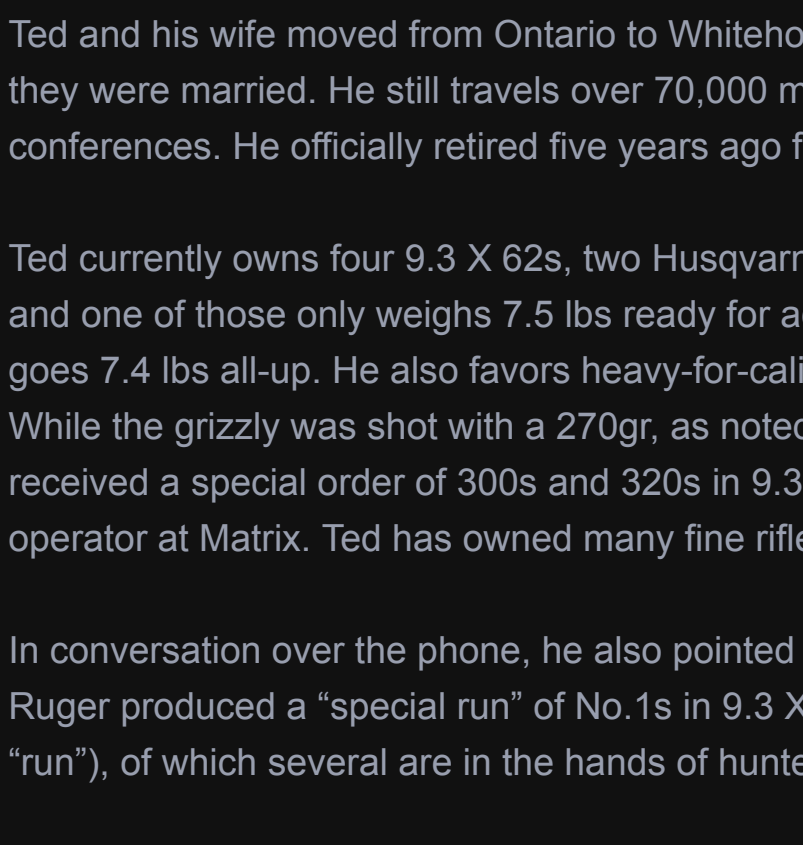 Ted and his wife moved from Ontario to Whiteho
they were married. He still travels over 70,000 m
conferences. He officially retired five years ago f
Ted currently owns four 9.3 X 62s, two Husqvarn
and one of those only weighs 7.5 lbs ready for a
goes 7.4 lbs all-up. He also favors heavy-for-cali
While the grizzly was shot with a 270gr, as noted
received a special order of 300s and 320s in 9.3
operator at Matrix. Ted has owned many fine rifle
In conversation over the phone, he also pointed
Ruger produced a “special run” of No.1s in 9.3 X
“run”), of which several are in the hands of hunte